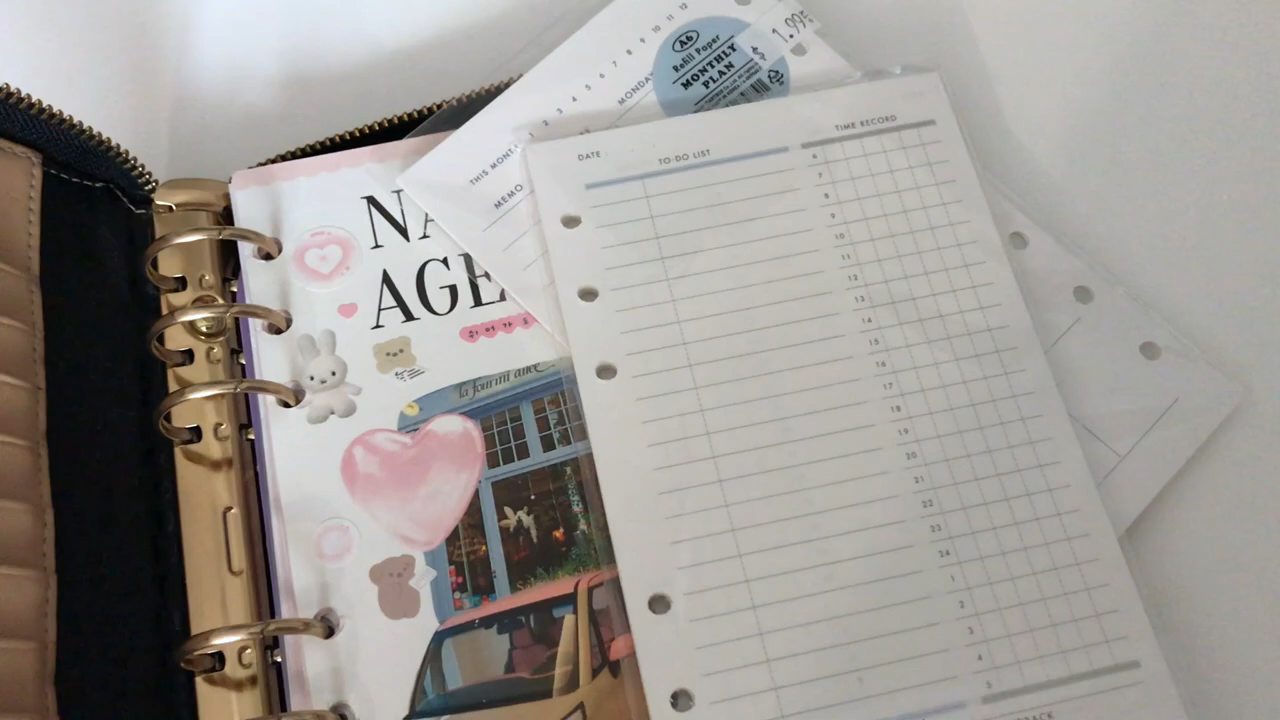 1 2 3 4 5 6 7 8 9 10 11 12
THIS MONTH
MONDAY
MEMO
A6
Refill Paper
MONTHLY
PLAN
$ 1.99
DATE
TO-DO LIST
TIME RECORD
6
7
8
9
10
11
12
13
14
15
16
17
18
19
20
21
22
23
24
1
2
3
4
5
NA
AGE
la fourmi ailée